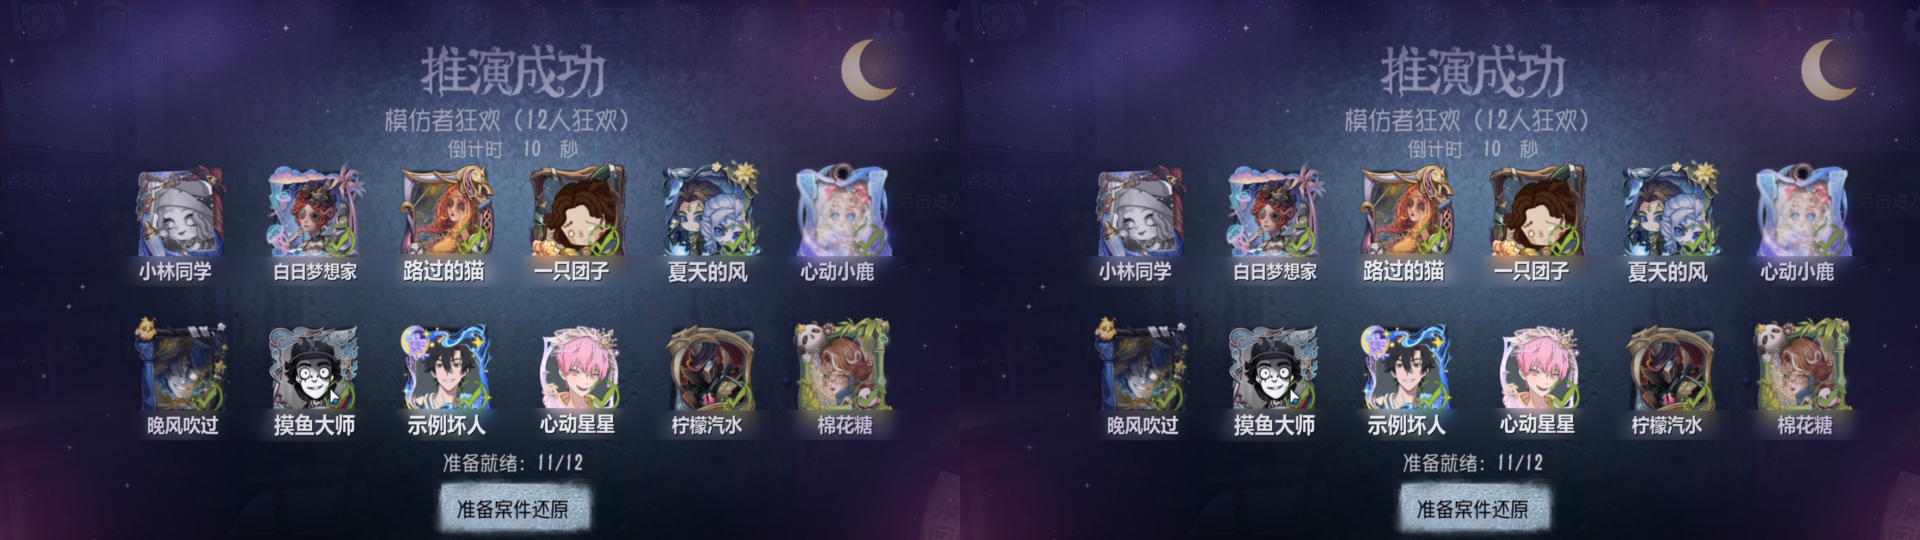 推演成功
模仿者狂欢（12人狂欢）
倒计时 10 秒
小林同学 白日梦想家 路过的猫 一只团子 夏天的风 心动小鹿
晚风吹过 摸鱼大师 示例坏人 心动星星 柠檬汽水 棉花糖
准备就绪：11/12
准备案件还原
推演成功
模仿者狂欢（12人狂欢）
倒计时 10 秒
小林同学 白日梦想家 路过的猫 一只团子 夏天的风 心动小鹿
晚风吹过 摸鱼大师 示例坏人 心动星星 柠檬汽水 棉花糖
准备就绪：11/12
准备案件还原